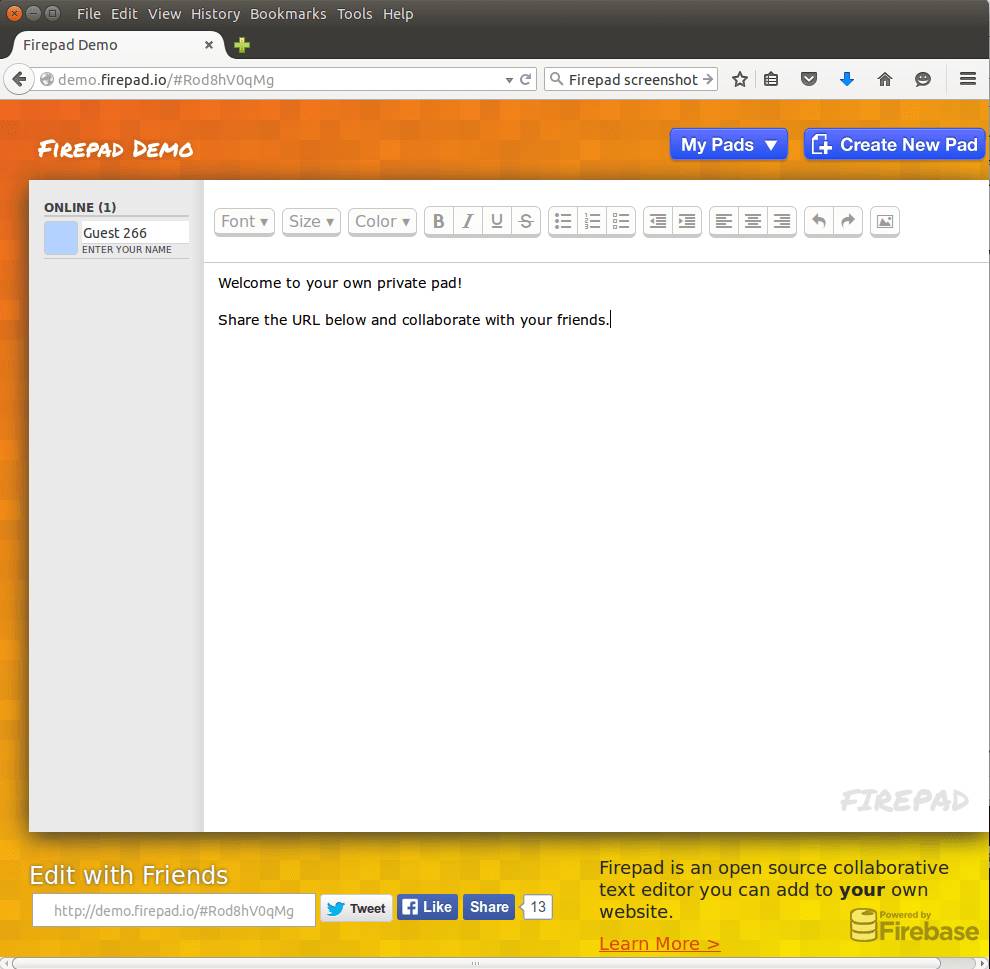 File Edit View History Bookmarks Tools Help
Firepad Demo
demo.firepad.io/#Rod8hV0qMg
Firepad screenshot
Firepad Demo
My Pads ▼
Create New Pad
ONLINE (1)
Guest 266
ENTER YOUR NAME
Font ▾ Size ▾ Color ▾ B I U S
Welcome to your own private pad!
Share the URL below and collaborate with your friends.
FIREPAD
Edit with Friends
http://demo.firepad.io/#Rod8hV0qMg
Tweet
Like
Share
13
Firepad is an open source collaborative
text editor you can add to your own
website.
Learn More >
Powered by
Firebase